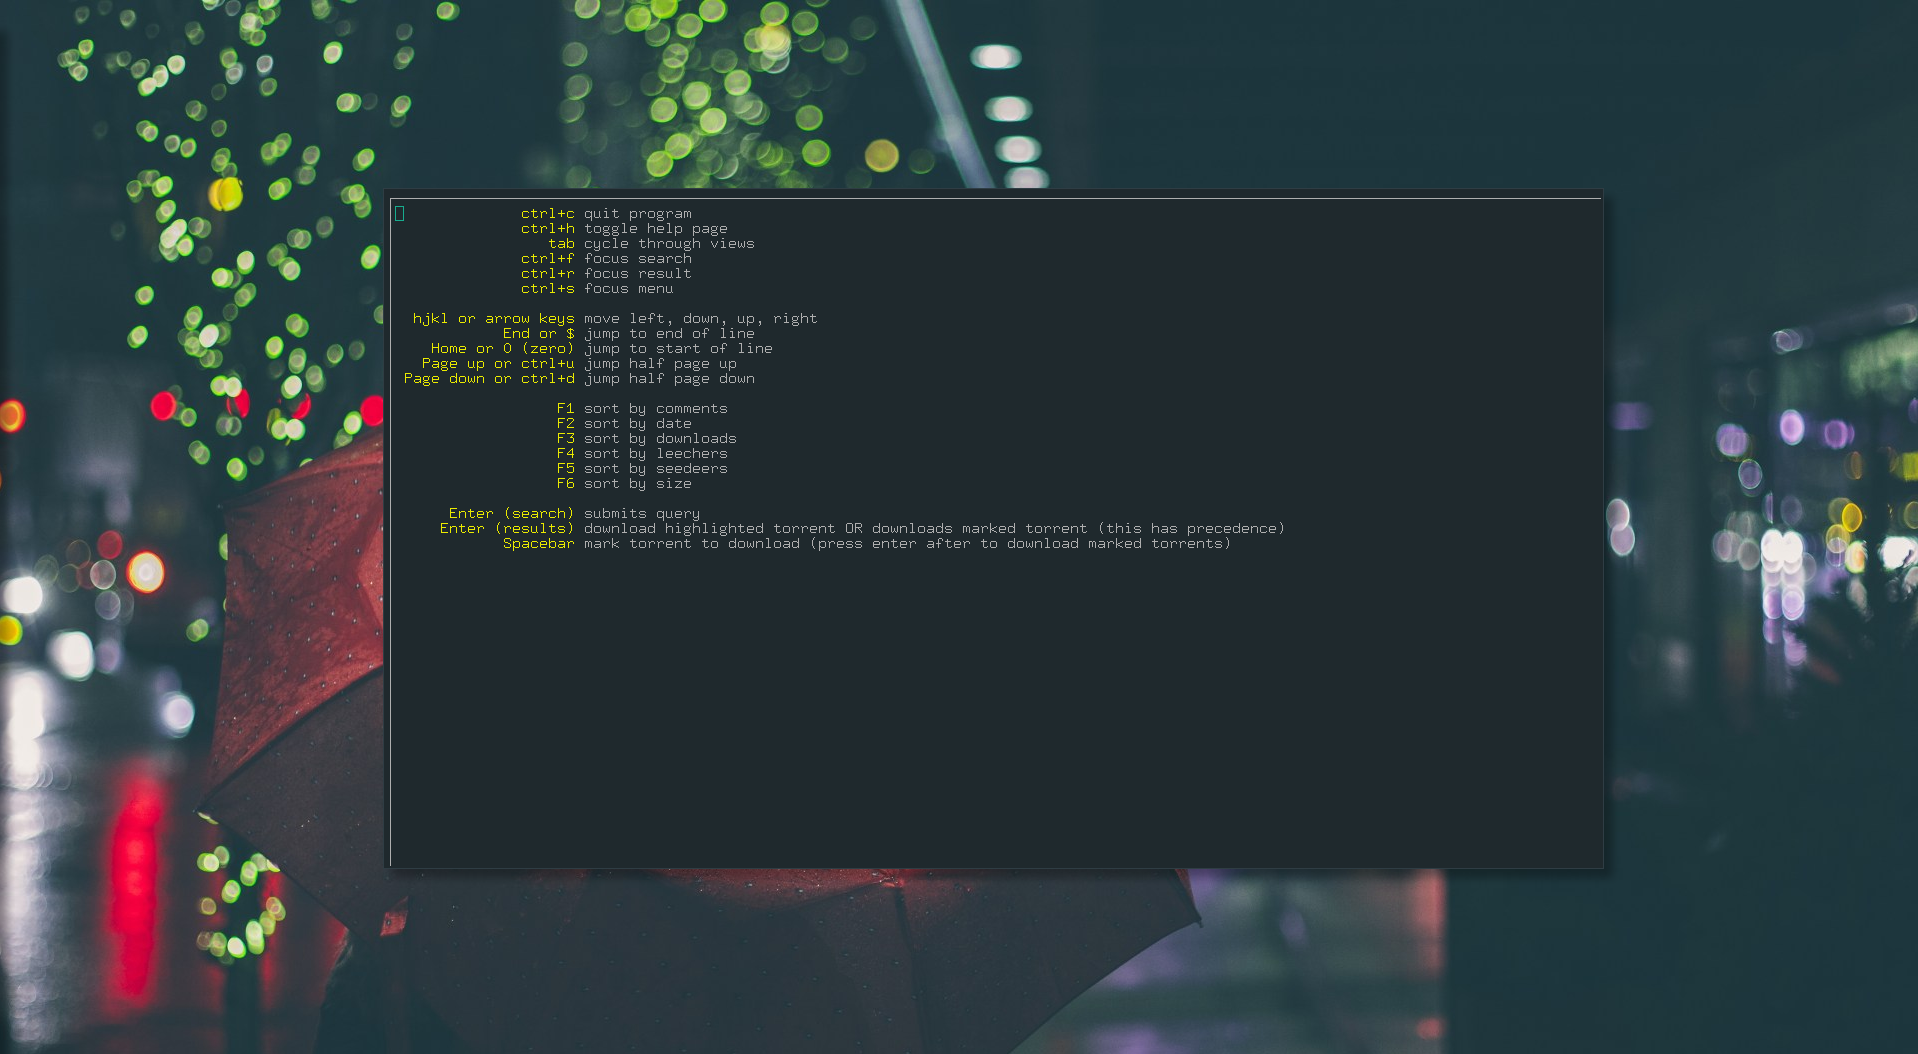 ctrl+c quit program
ctrl+h toggle help page
tab cycle through views
ctrl+f focus search
ctrl+r focus result
ctrl+s focus menu
hjkl or arrow keys move left, down, up, right
End or $ jump to end of line
Home or 0 (zero) jump to start of line
Page up or ctrl+u jump half page up
Page down or ctrl+d jump half page down
F1 sort by comments
F2 sort by date
F3 sort by downloads
F4 sort by leechers
F5 sort by seedeers
F6 sort by size
Enter (search) submits query
Enter (results) download highlighted torrent OR downloads marked torrent (this has precedence)
Spacebar mark torrent to download (press enter after to download marked torrents)